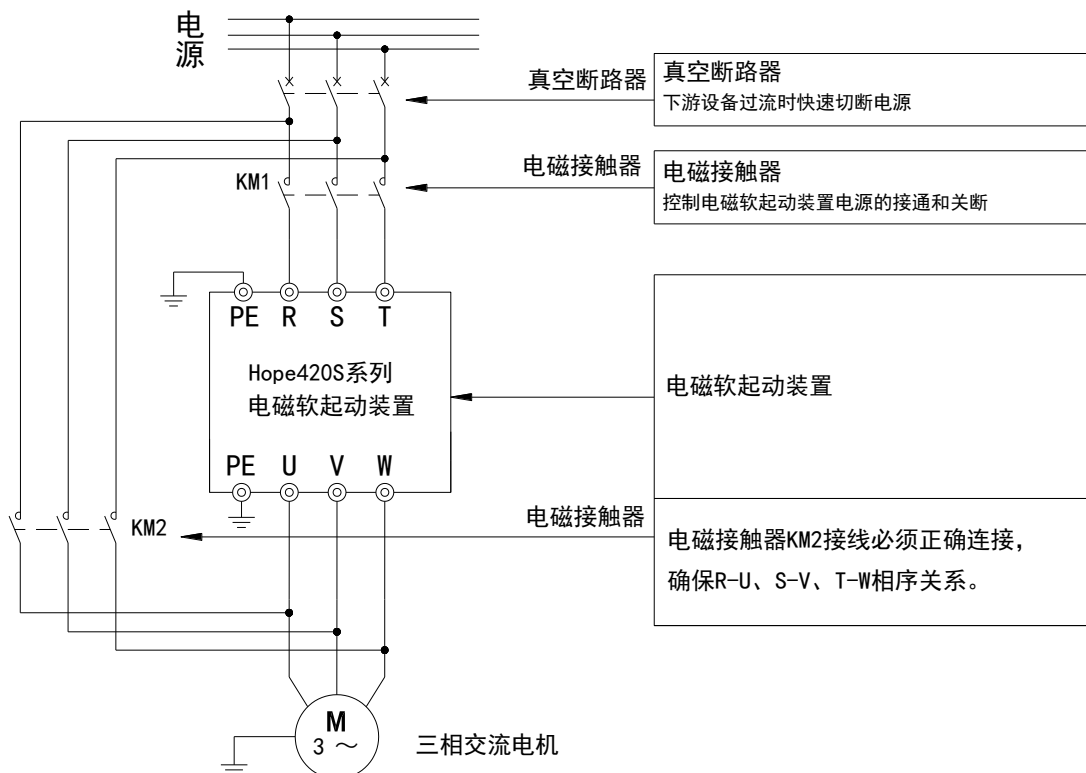 电源
真空断路器
真空断路器
下游设备过流时快速切断电源
电磁接触器
电磁接触器
控制电磁软起动装置电源的接通和关断
KM1
PE R S T
Hope420S系列
电磁软起动装置
电磁软起动装置
PE U V W
KM2
电磁接触器
电磁接触器KM2接线必须正确连接，
确保R-U、S-V、T-W相序关系。
M
3 ～
三相交流电机